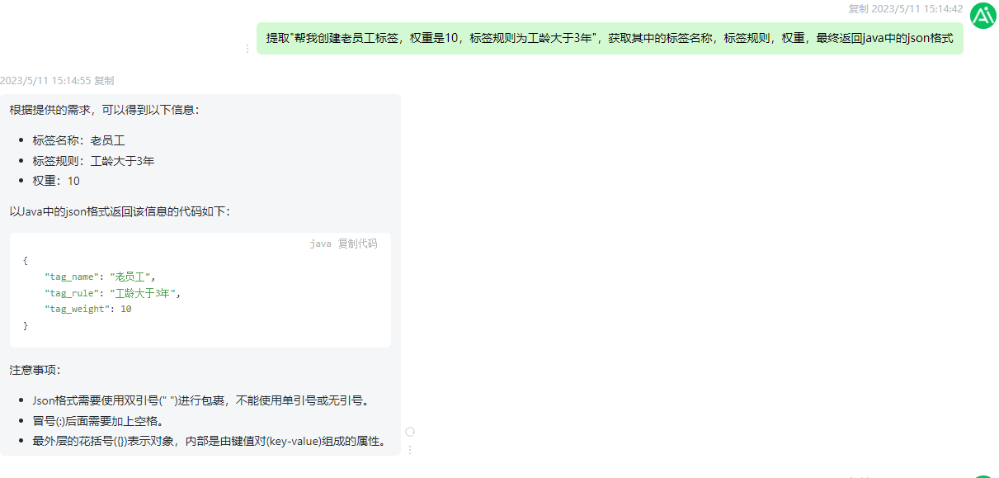 复制 2023/5/11 15:14:42
提取"帮我创建老员工标签，权重是10，标签规则为工龄大于3年"，获取其中的标签名称，标签规则，权重，最终返回java中的json格式
2023/5/11 15:14:55 复制
根据提供的需求，可以得到以下信息：
标签名称：老员工
标签规则：工龄大于3年
权重：10
以Java中的json格式返回该信息的代码如下：
java 复制代码
{
"tag_name": "老员工",
"tag_rule": "工龄大于3年",
"tag_weight": 10
}
注意事项：
Json格式需要使用双引号(" ")进行包裹，不能使用单引号或无引号。
冒号(:)后面需要加上空格。
最外层的花括号({})表示对象，内部是由键值对(key-value)组成的属性。